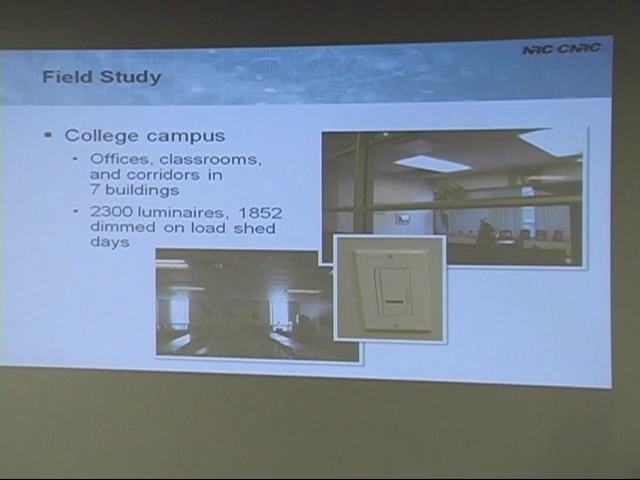 NRC-CNRC
Field Study
College campus
Offices, classrooms,
and corridors in
7 buildings
2300 luminaires, 1852
dimmed on load shed
days